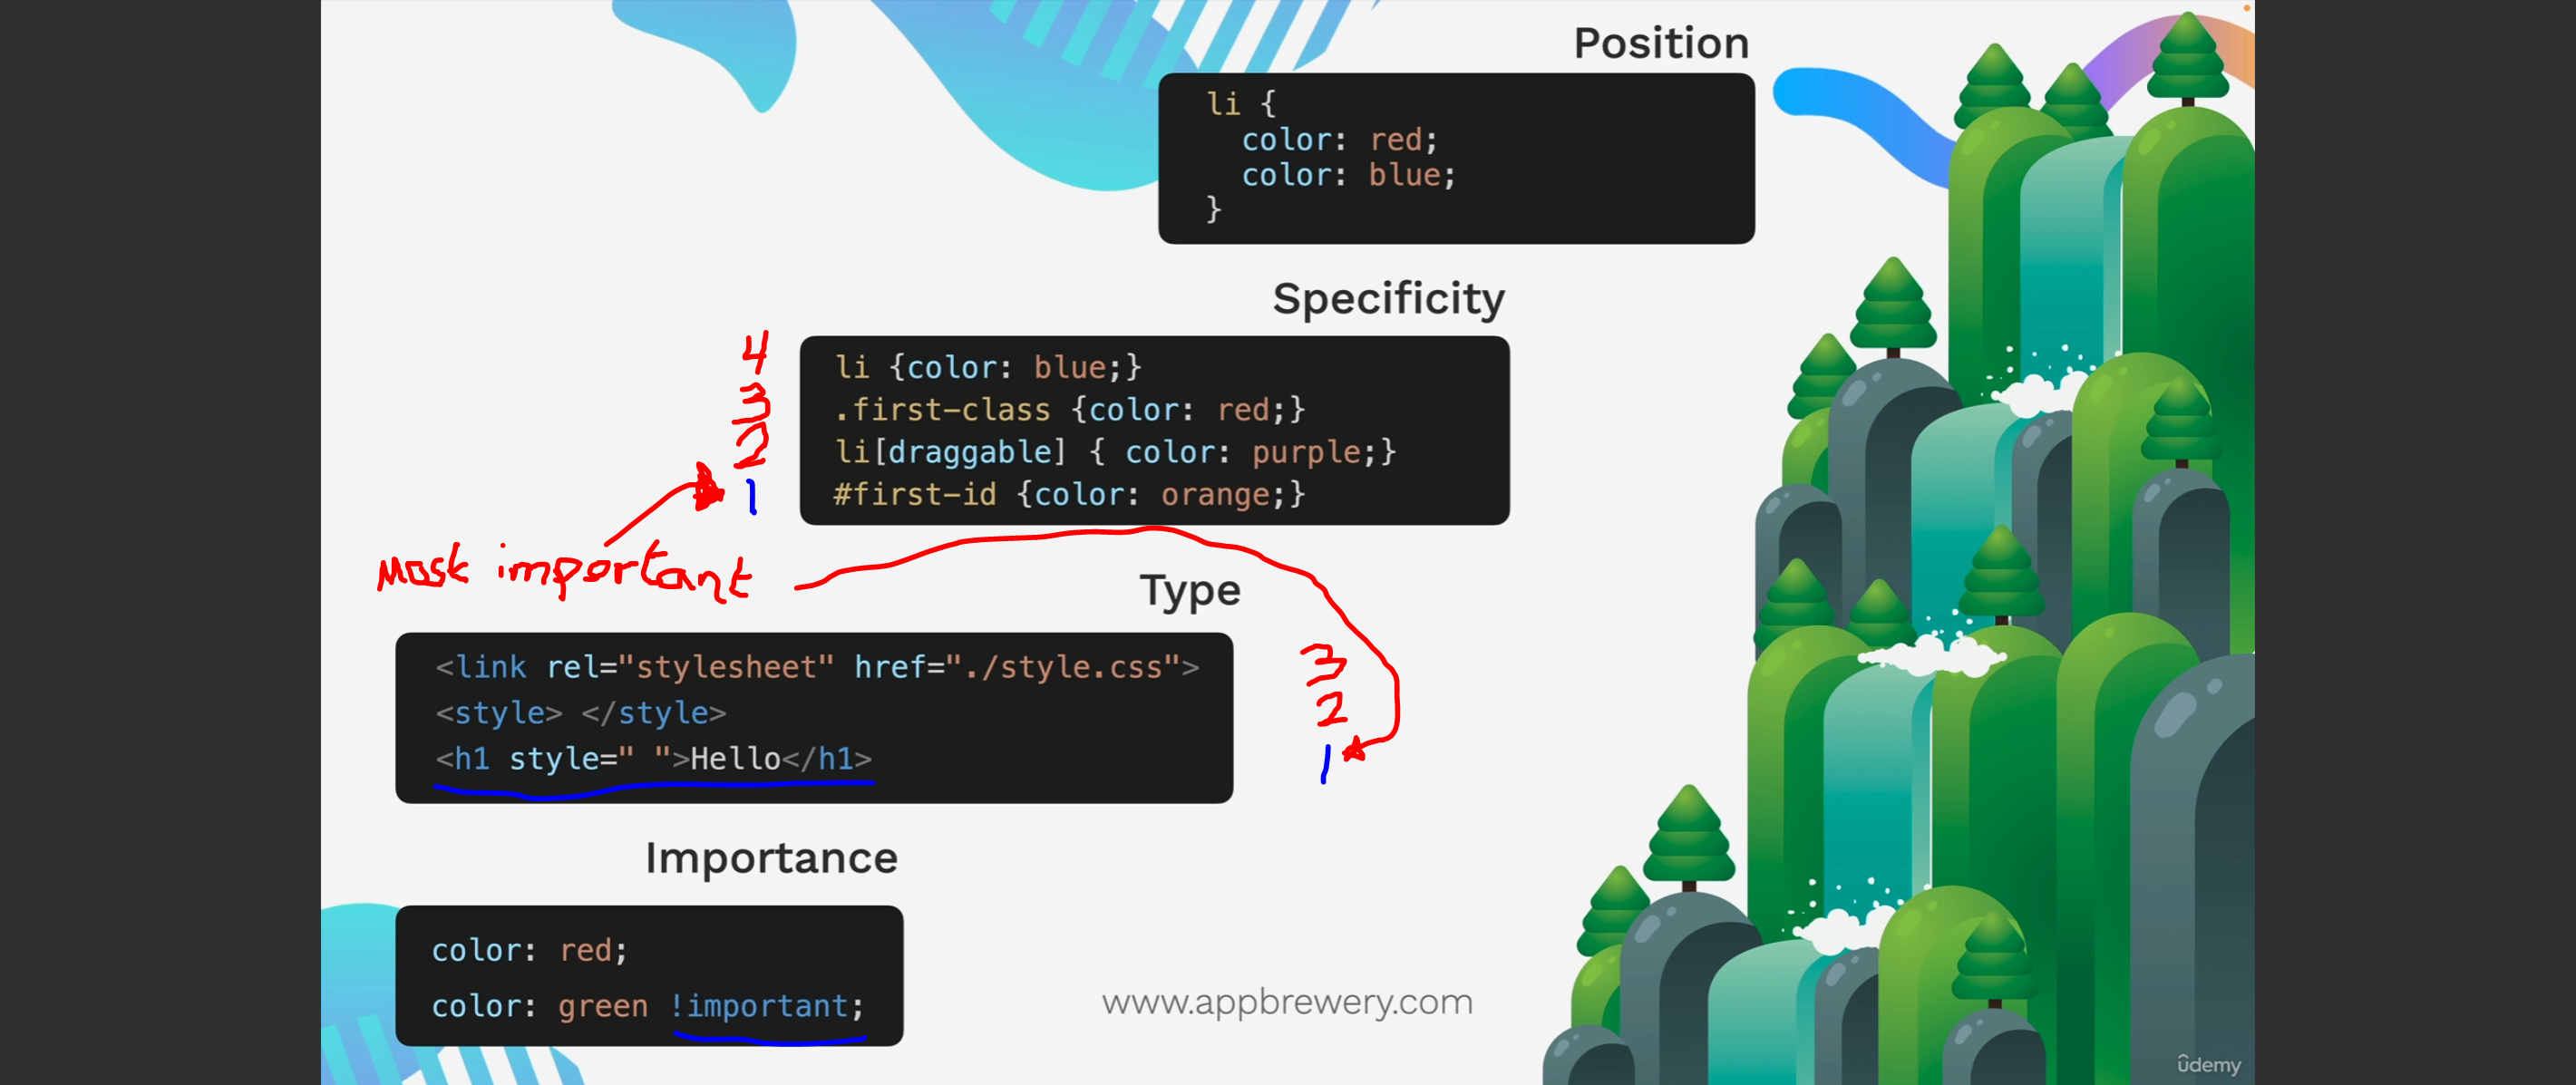 Position
li {
color: red;
color: blue;
}
Specificity
4
3
2
1
li {color: blue;}
.first-class {color: red;}
li[draggable] { color: purple;}
#first-id {color: orange;}
Most important
Type
<link rel="stylesheet" href="./style.css">
<style> </style>
<h1 style=" ">Hello</h1>
3
2
1
Importance
color: red;
color: green !important;
www.appbrewery.com
ûdemy